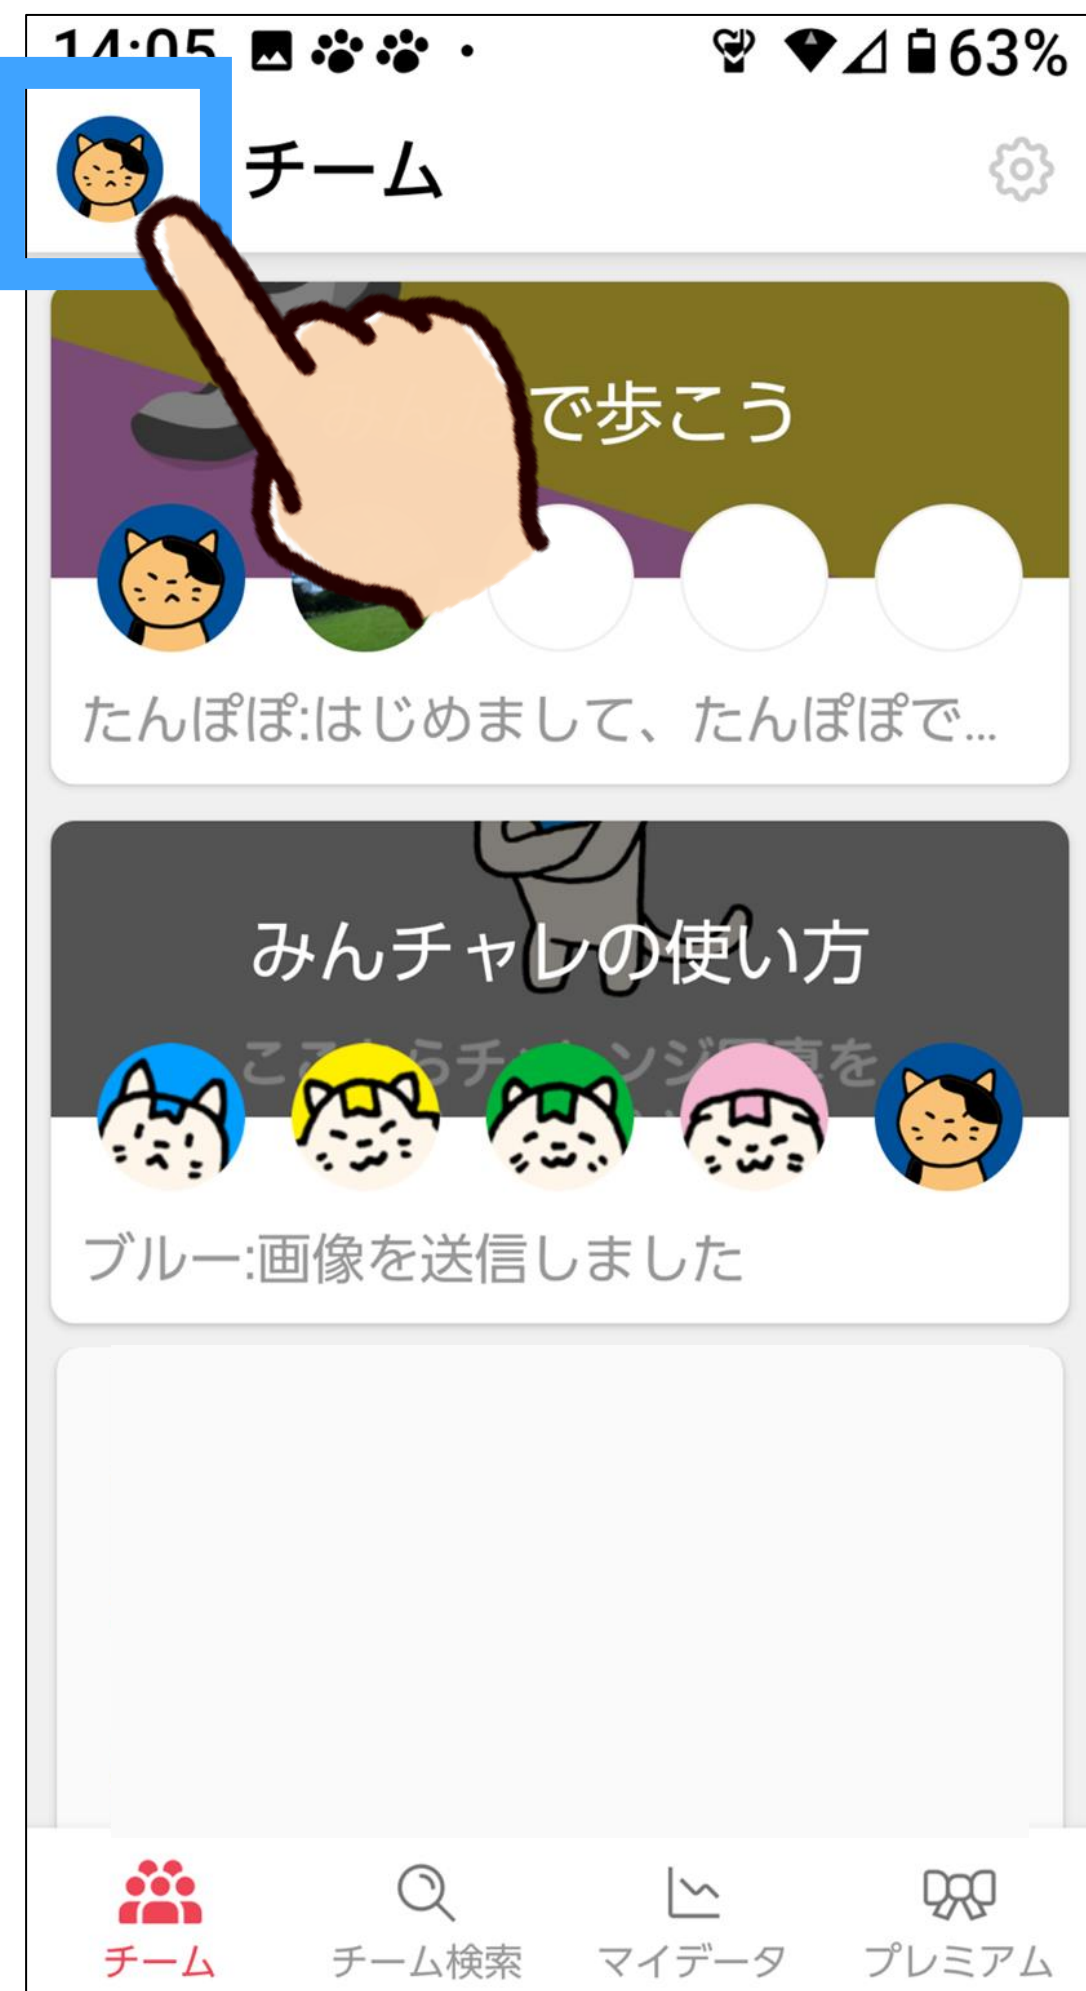 14:05 63%
チーム
で歩こう
たんぽぽ:はじめまして、たんぽぽで...
みんチャレの使い方
ブルー:画像を送信しました
チーム チーム検索 マイデータ プレミアム